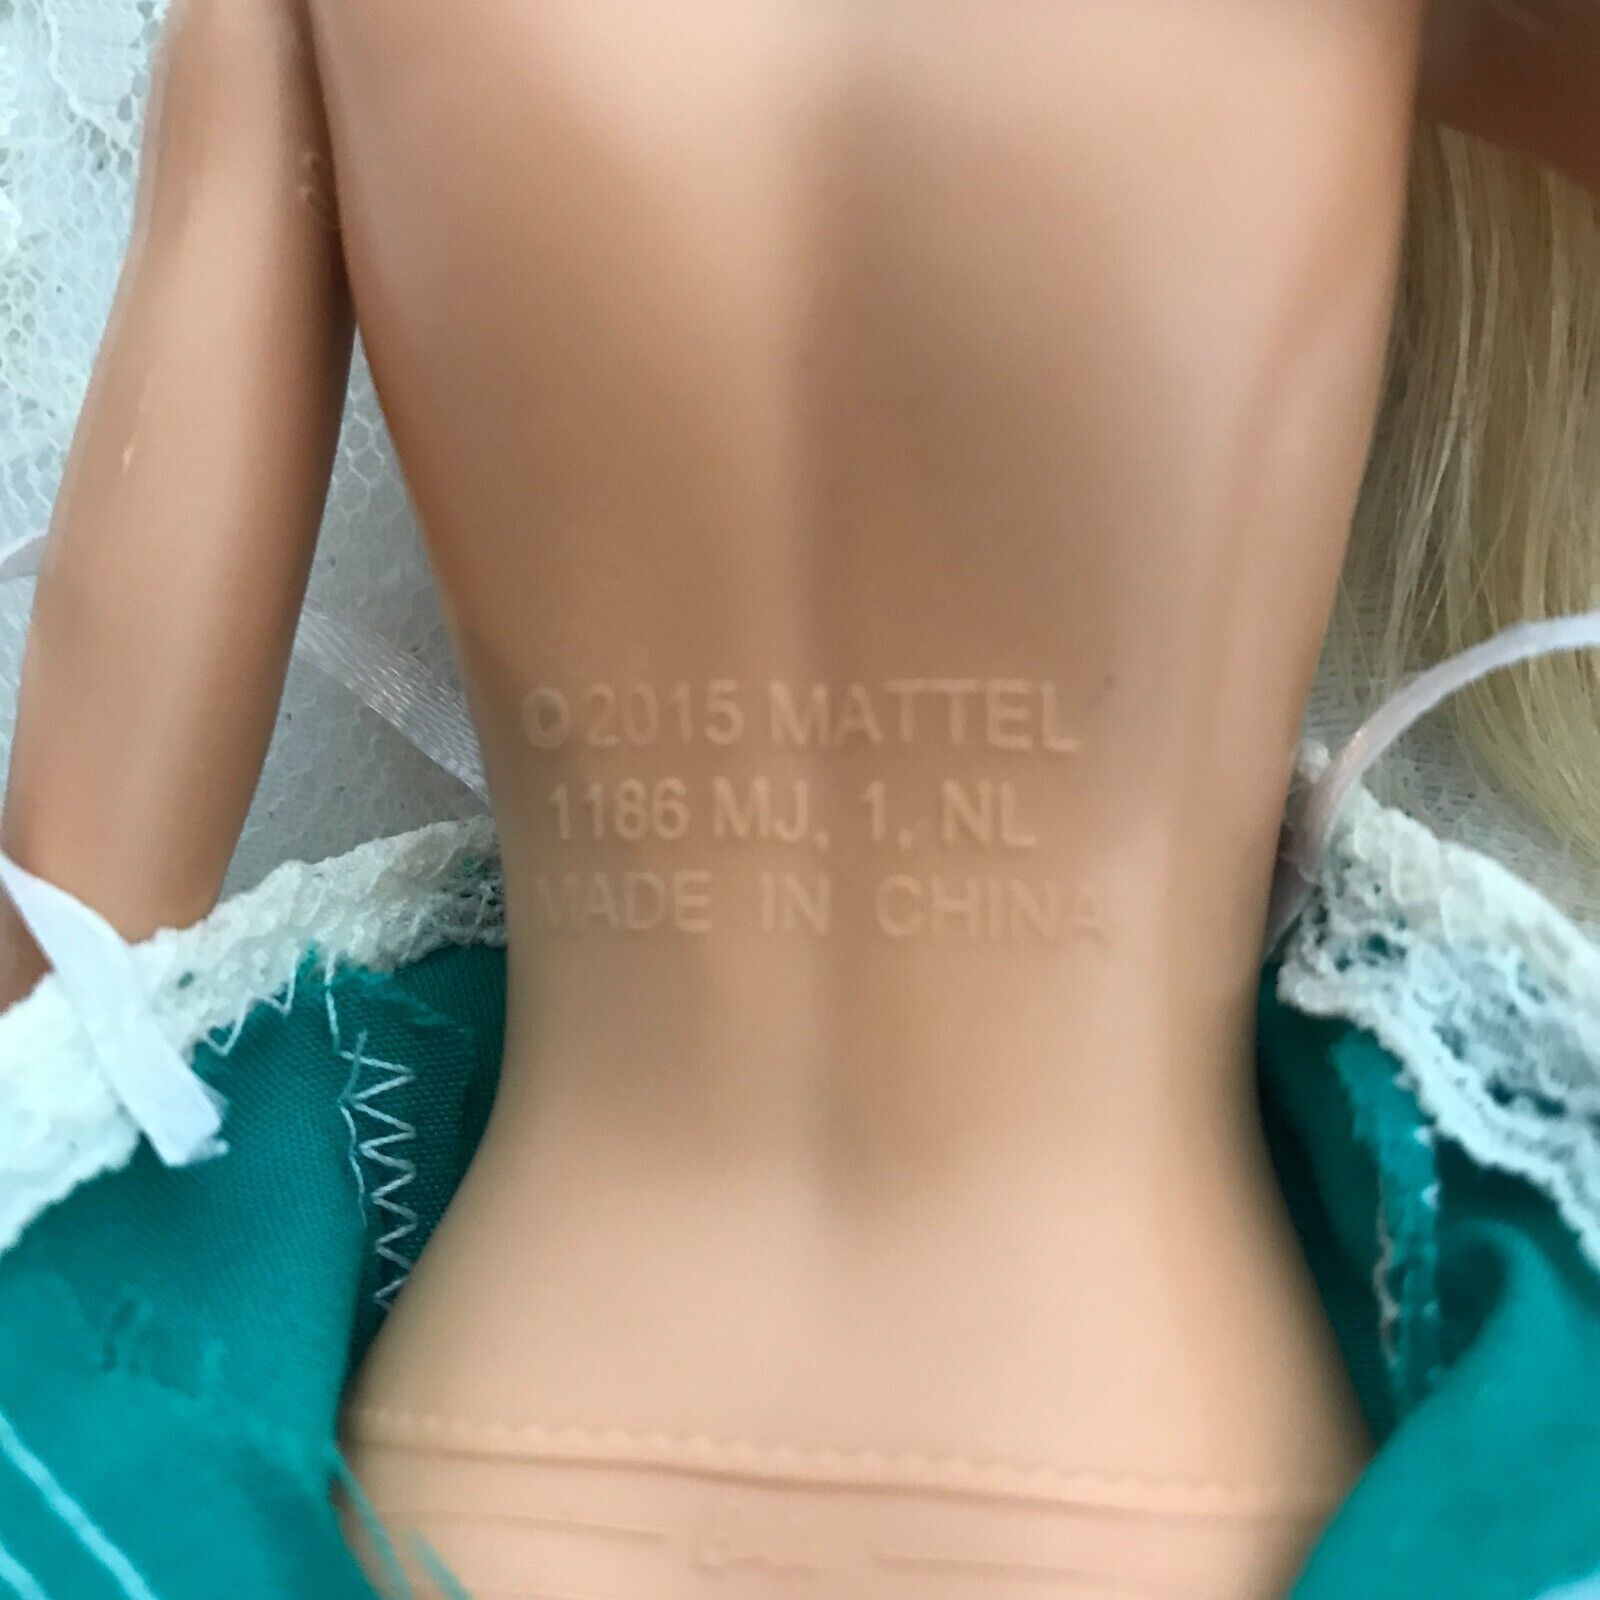 ©2015 MATTEL
1186 MJ, 1, NL
MADE IN CHINA